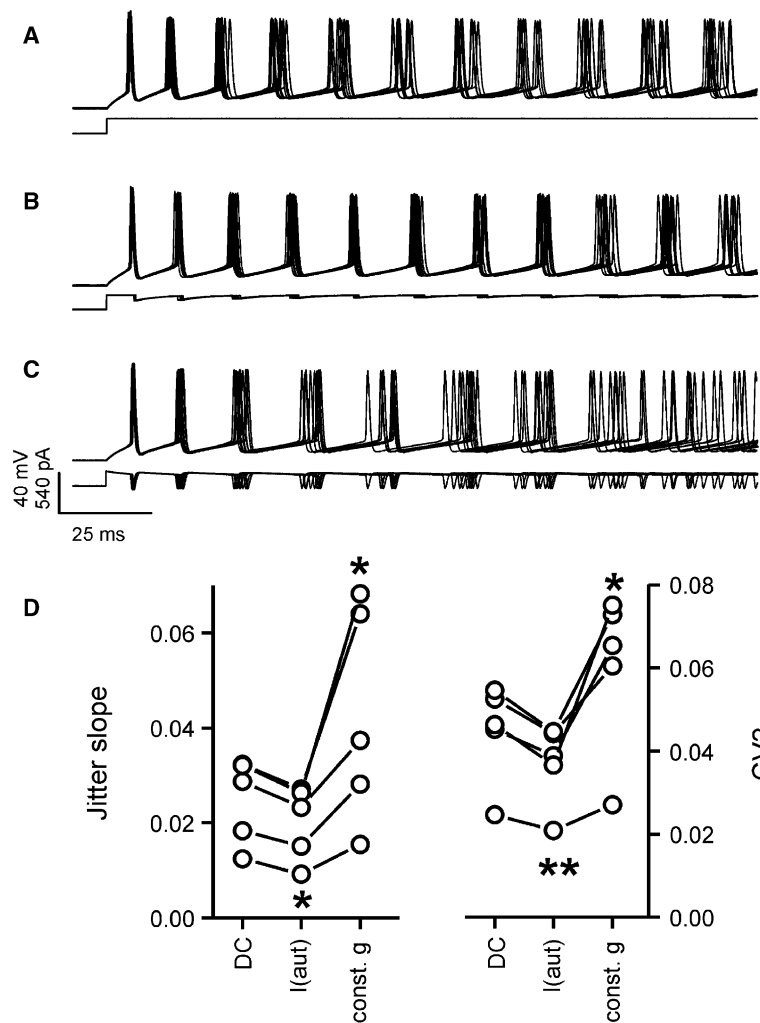 A
B
C
40 mV
540 pA
25 ms
D
*
*
0.08
0.06
0.06
0.04
0.04
0.02
0.02
0.00
0.00
Jitter slope
*
**
DC
I(aut)
const. g
DC
I(aut)
const. g